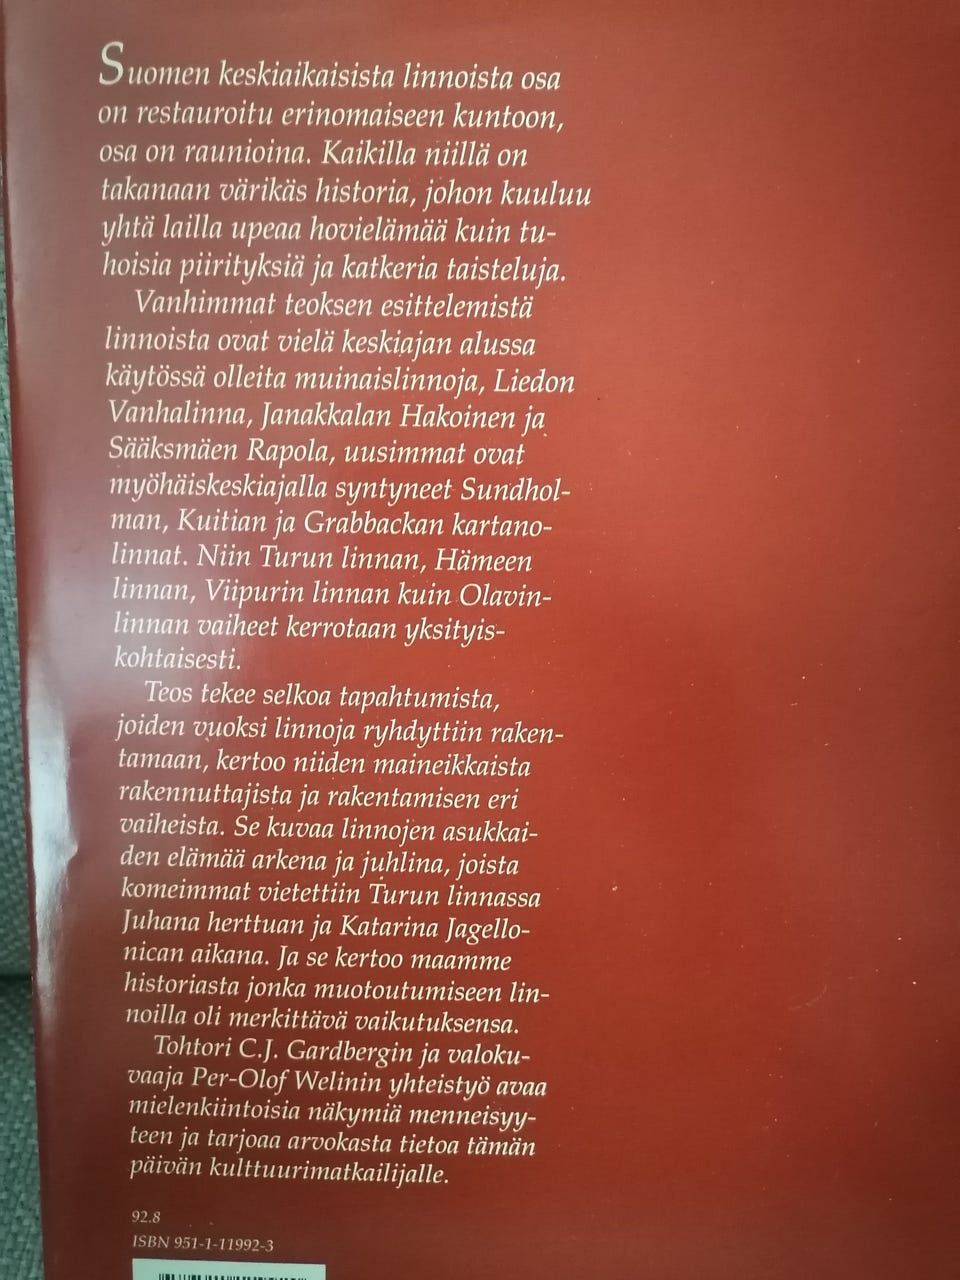 Suomen keskiaikaisista linnoista osa
on restauroitu erinomaiseen kuntoon,
osa on raunioina. Kaikilla niillä on
takanaan värikäs historia, johon kuuluu
yhtä lailla upeaa hovielämää kuin tu-
hoisia piirityksiä ja katkeria taisteluja.
Vanhimmat teoksen esittelemistä
linnoista ovat vielä keskiajan alussa
käytössä olleita muinaislinnoja, Liedon
Vanhalinna, Janakkalan Hakoinen ja
Sääksmäen Rapola, uusimmat ovat
myöhäiskeskiajalla syntyneet Sundhol-
man, Kuitian ja Grabbackan kartano-
linnat. Niin Turun linnan, Hämeen
linnan, Viipurin linnan kuin Olavin-
linnan vaiheet kerrotaan yksityis-
kohtaisesti.
Teos tekee selkoa tapahtumista,
joiden vuoksi linnoja ryhdyttiin raken-
tamaan, kertoo niiden maineikkaista
rakennuttajista ja rakentamisen eri
vaiheista. Se kuvaa linnojen asukkai-
den elämää arkena ja juhlina, joista
komeimmat vietettiin Turun linnassa
Juhana herttuan ja Katarina Jagello-
nican aikana. Ja se kertoo maamme
historiasta jonka muotoutumiseen lin-
noilla oli merkittävä vaikutuksensa.
Tohtori C.J. Gardbergin ja valoku-
vaaja Per-Olof Welinin yhteistyö avaa
mielenkiintoisia näkymiä menneisyy-
teen ja tarjoaa arvokasta tietoa tämän
päivän kulttuurimatkailijalle.
92.8
ISBN 951-1-11992-3